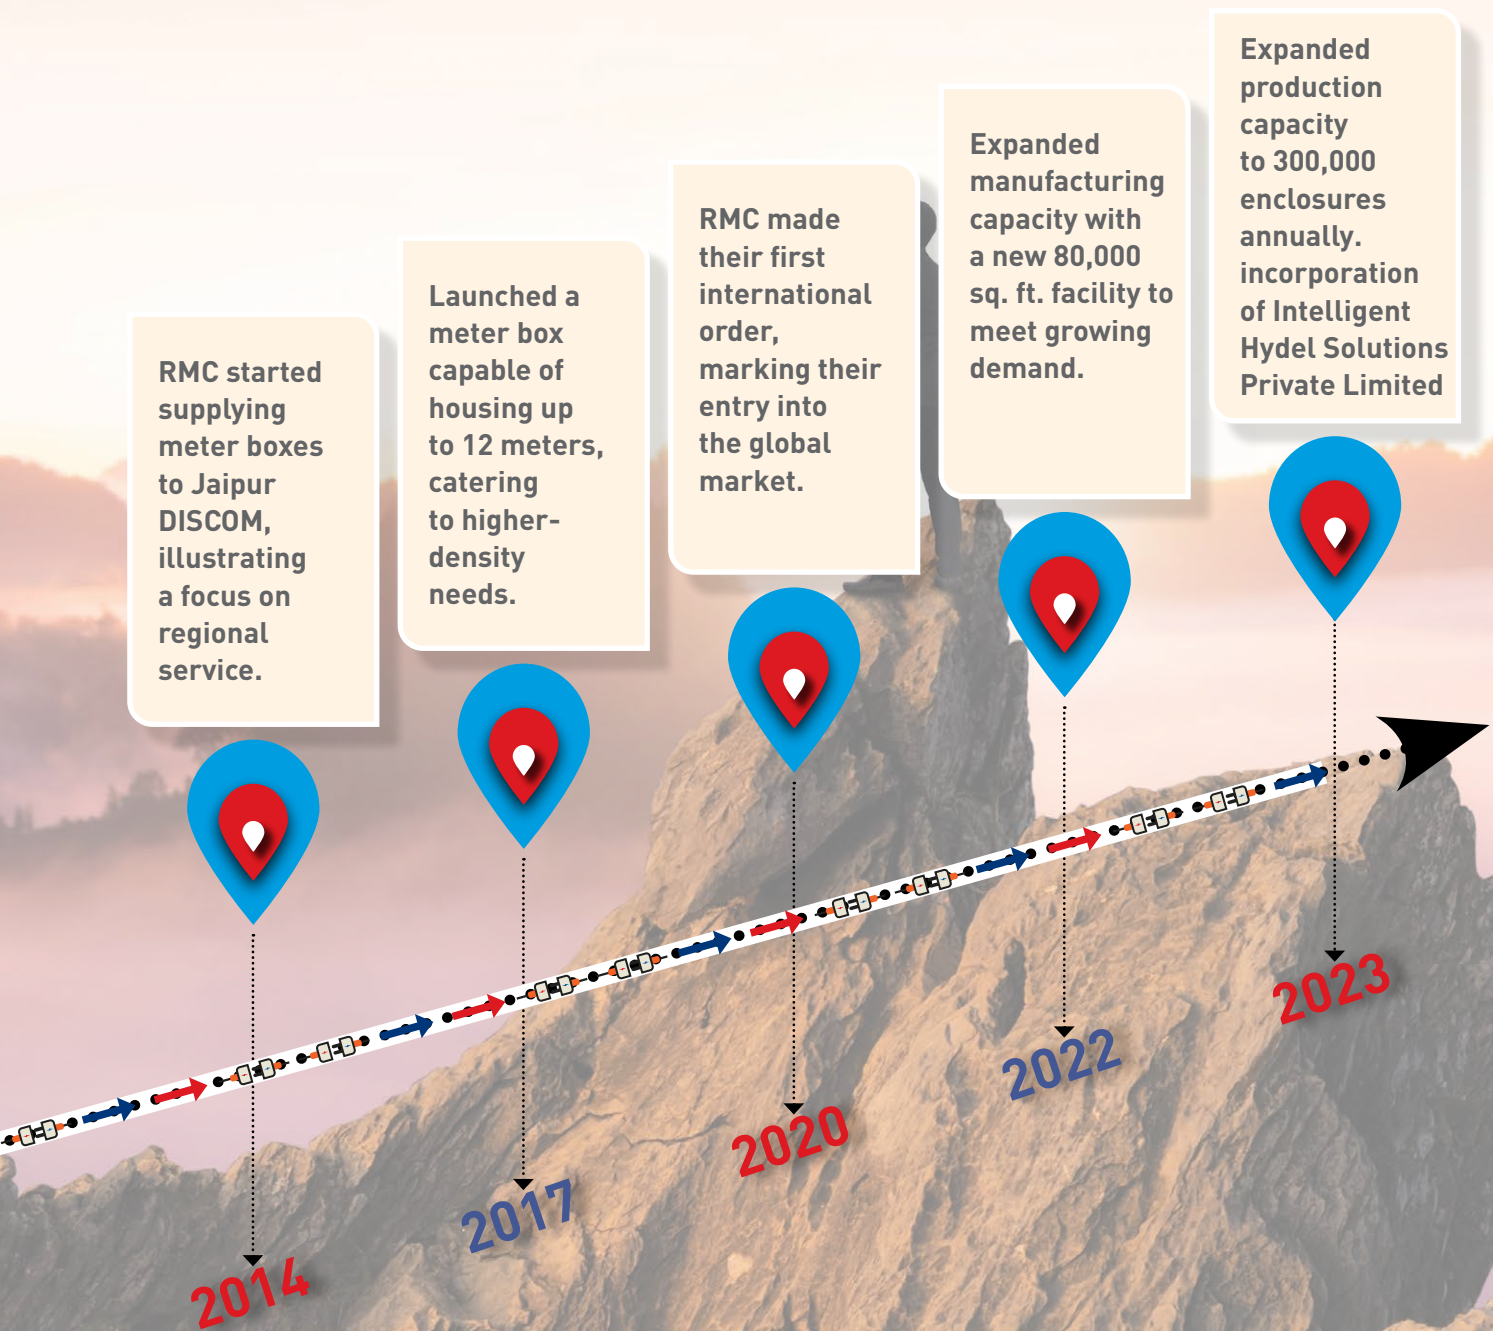 RMC started
supplying
meter boxes
to Jaipur
DISCOM,
illustrating
a focus on
regional
service.
2014
Launched a
meter box
capable of
housing up
to 12 meters,
catering
to higher-
density
needs.
2017
RMC made
their first
international
order,
marking their
entry into
the global
market.
2020
Expanded
manufacturing
capacity with
a new 80,000
sq. ft. facility to
meet growing
demand.
2022
Expanded
production
capacity
to 300,000
enclosures
annually.
incorporation
of Intelligent
Hydel Solutions
Private Limited
2023